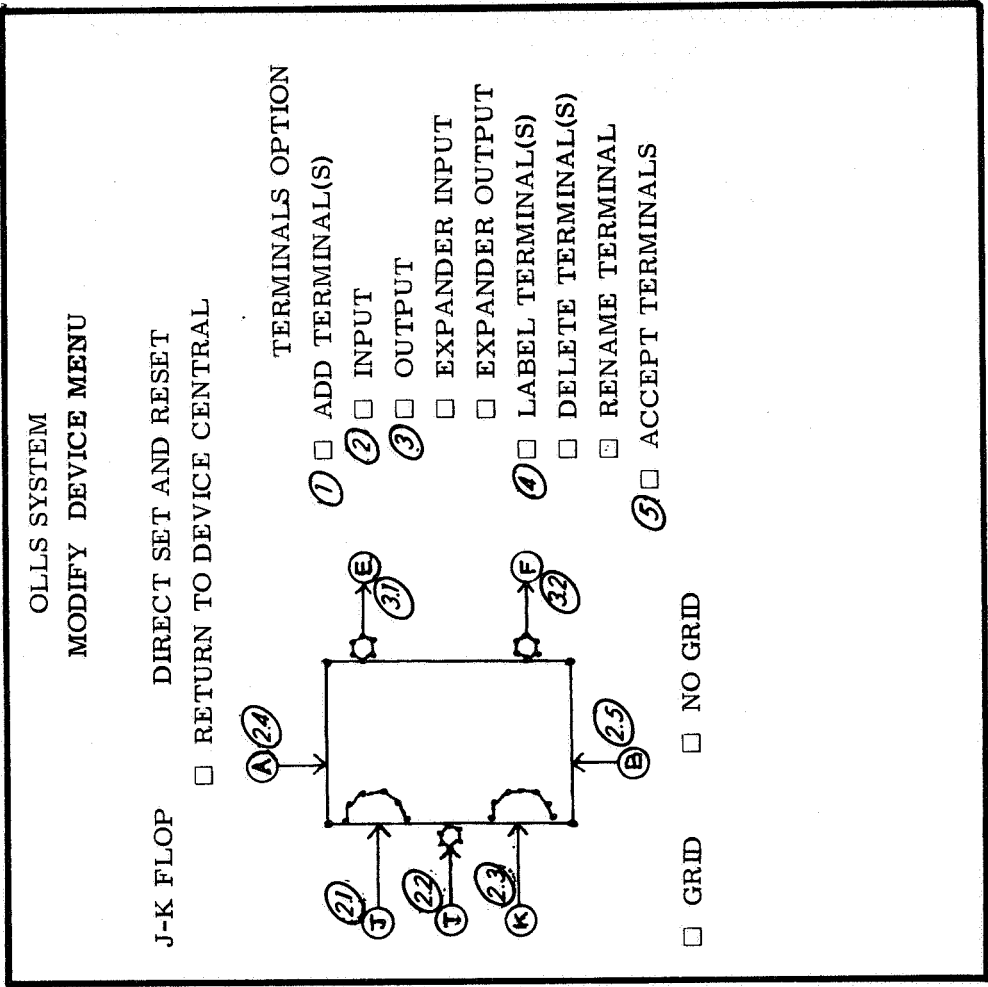 OLLS SYSTEM
MODIFY DEVICE MENU
J-K FLOP DIRECT SET AND RESET
RETURN TO DEVICE CENTRAL
TERMINALS OPTION
1 ADD TERMINAL(S)
2 INPUT
3 OUTPUT
EXPANDER INPUT
EXPANDER OUTPUT
4 LABEL TERMINAL(S)
DELETE TERMINAL(S)
RENAME TERMINAL
5 ACCEPT TERMINALS
A 2.4
J 2.1
T 2.2
K 2.3
B 2.5
E 3.1
F 3.2
GRID NO GRID